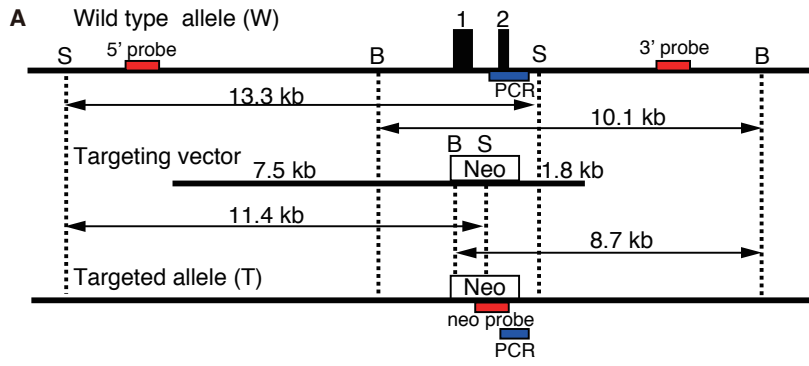 A Wild type allele (W) 1 2
S 5' probe B S 3' probe B
PCR
13.3 kb
10.1 kb
B S
Targeting vector
7.5 kb Neo 1.8 kb
11.4 kb
8.7 kb
Targeted allele (T) Neo
neo probe
PCR